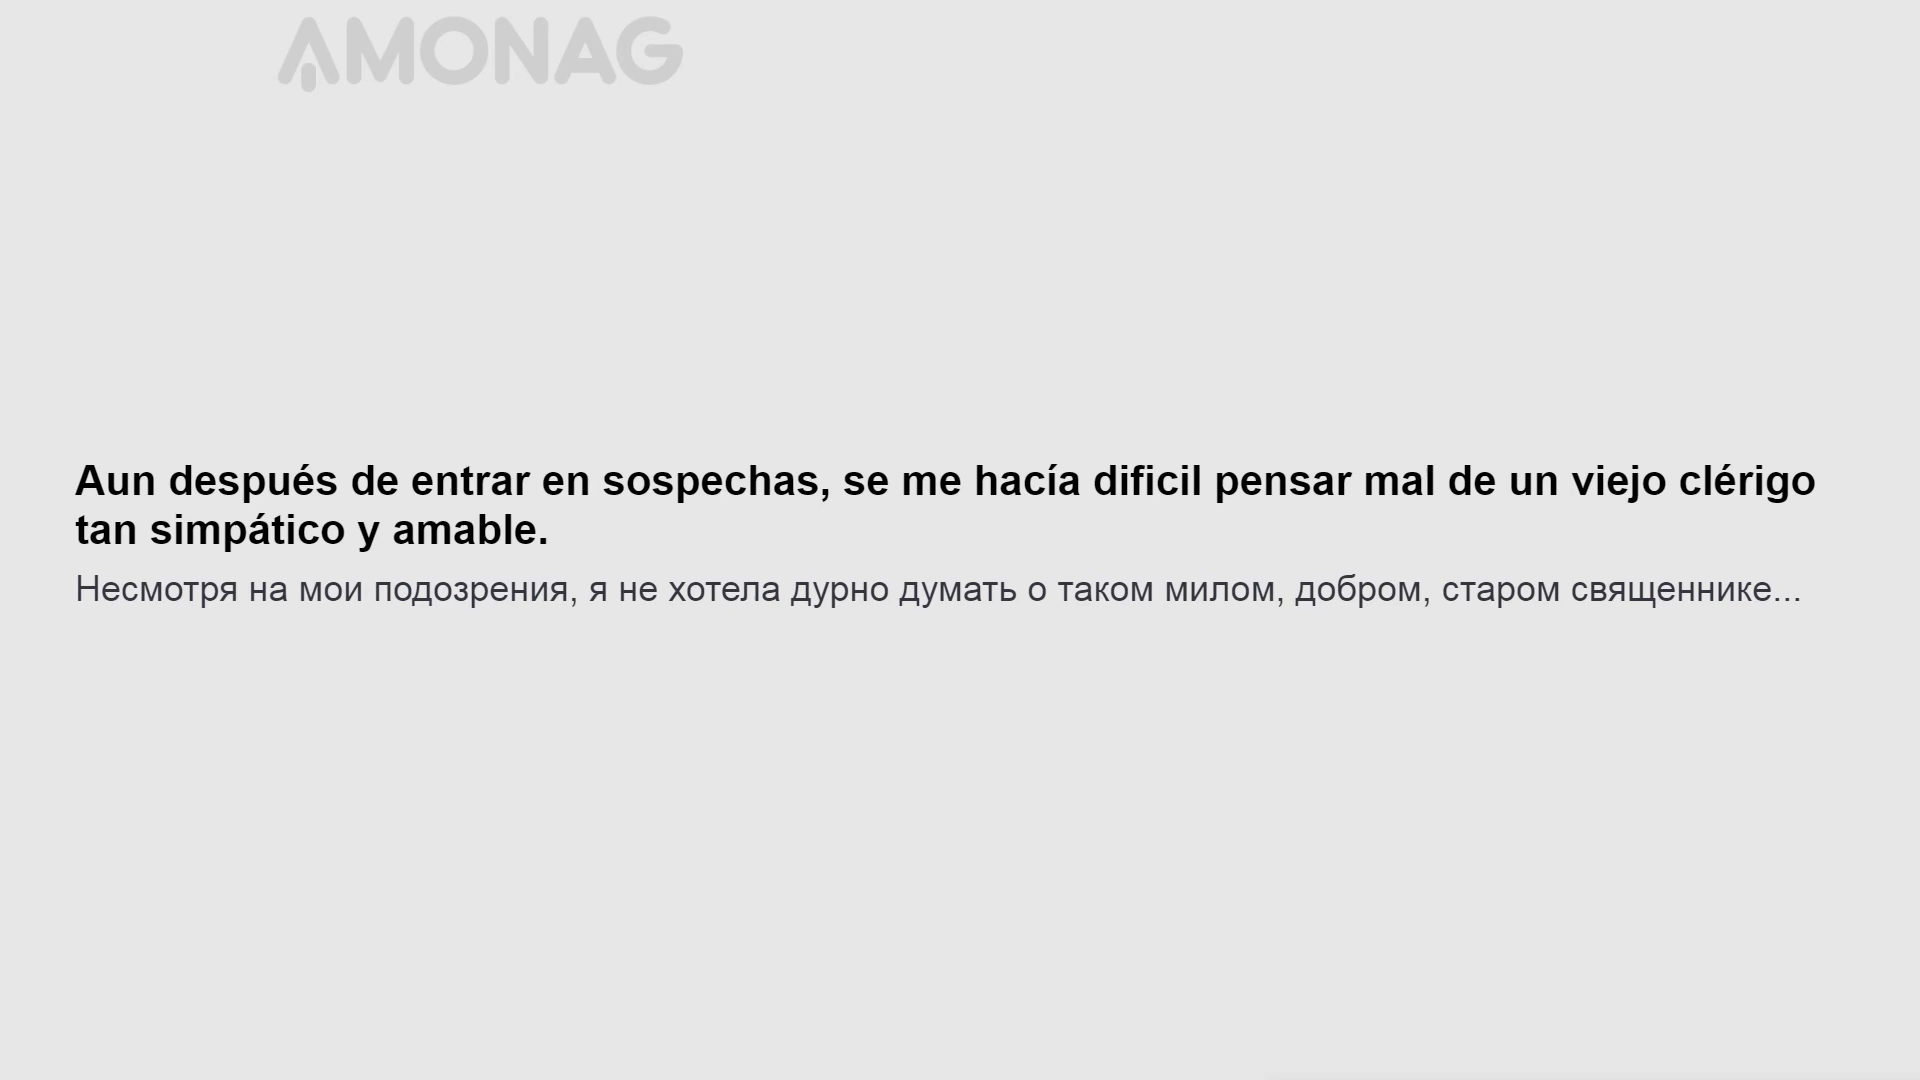 AMONAG
Aun después de entrar en sospechas, se me hacía dificil pensar mal de un viejo clérigo
tan simpático y amable.
Несмотря на мои подозрения, я не хотела дурно думать о таком милом, добром, старом священнике...